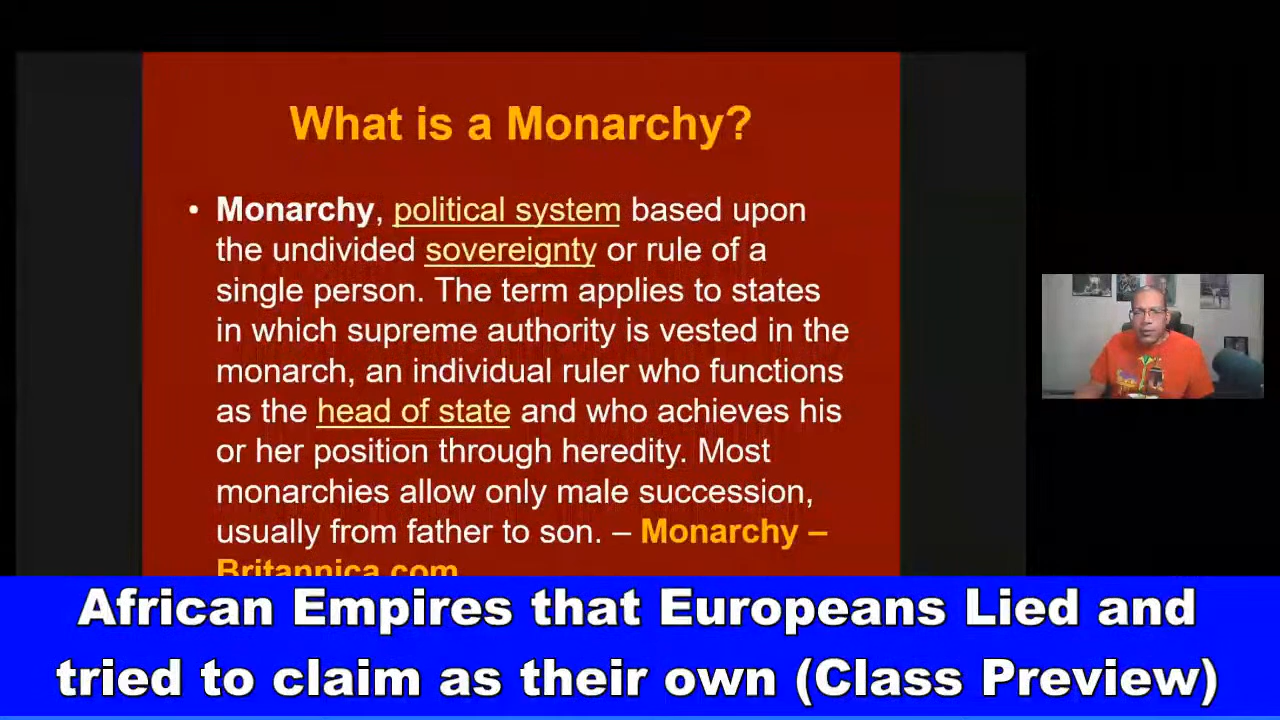 What is a Monarchy?
• Monarchy, political system based upon
the undivided sovereignty or rule of a
single person. The term applies to states
in which supreme authority is vested in the
monarch, an individual ruler who functions
as the head of state and who achieves his
or her position through heredity. Most
monarchies allow only male succession,
usually from father to son. – Monarchy –
Britannica.com
African Empires that Europeans Lied and
tried to claim as their own (Class Preview)